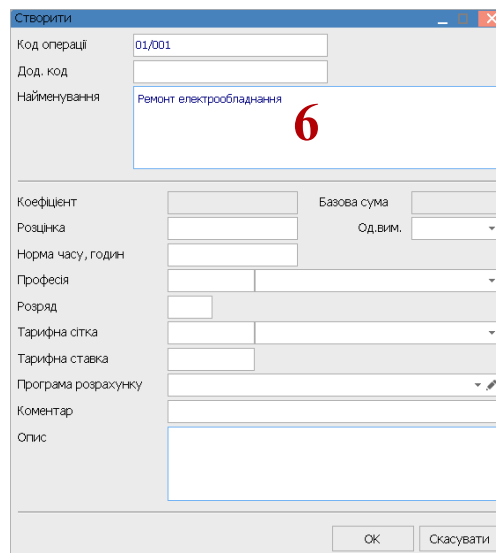 Створити
Код операції 01/001
Дод. код
Найменування Ремонт електрообладнання
6
Коефіцієнт Базова сума
Розцінка Од.вим.
Норма часу, годин
Професія
Розряд
Тарифна сітка
Тарифна ставка
Програма розрахунку
Коментар
Опис
ОК Скасувати